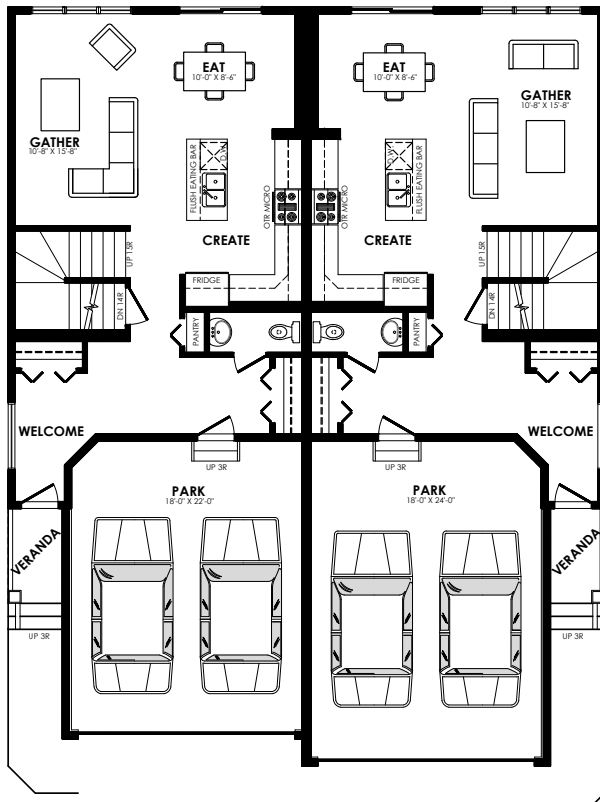 EAT
10'-0" X 8'-6"
EAT
10'-0" X 8'-6"
GATHER
10'-8" X 15'-8"
GATHER
10'-8" X 15'-8"
FLUSH EATING BAR
D.W.
D.W.
FLUSH EATING BAR
OTR MICRO
OTR MICRO
CREATE
CREATE
UP 15R
UP 15R
FRIDGE
FRIDGE
DN 14R
DN 14R
PANTRY
PANTRY
WELCOME
WELCOME
UP 3R
UP 3R
PARK
18'-0" X 22'-0"
PARK
18'-0" X 24'-0"
VERANDA
VERANDA
UP 3R
UP 3R